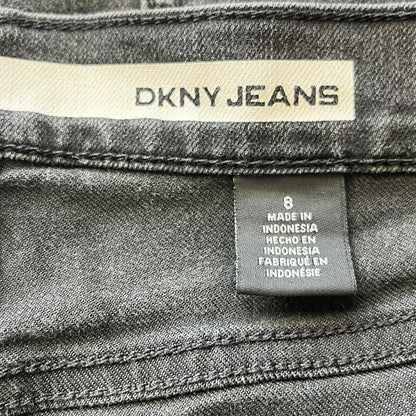 DKNY JEANS
8
MADE IN
INDONESIA
HECHO EN
INDONESIA
FABRIQUÉ EN
INDONÉSIE